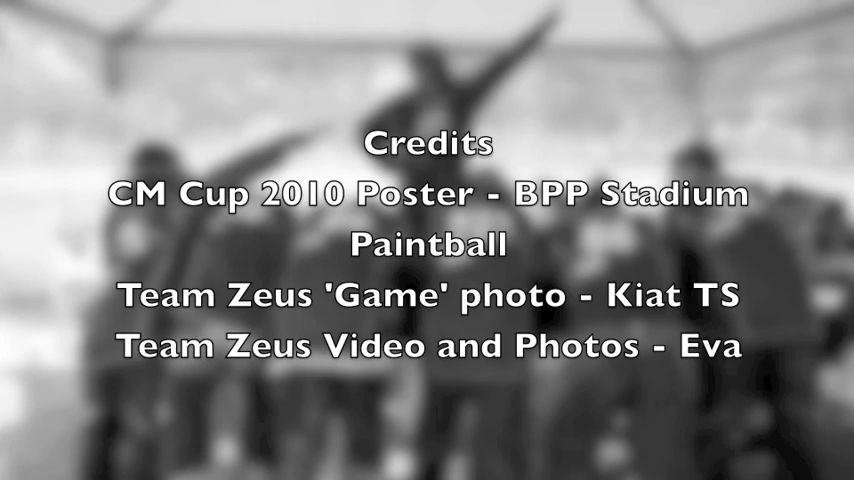 Credits
CM Cup 2010 Poster - BPP Stadium
Paintball
Team Zeus 'Game' photo - Kiat TS
Team Zeus Video and Photos - Eva